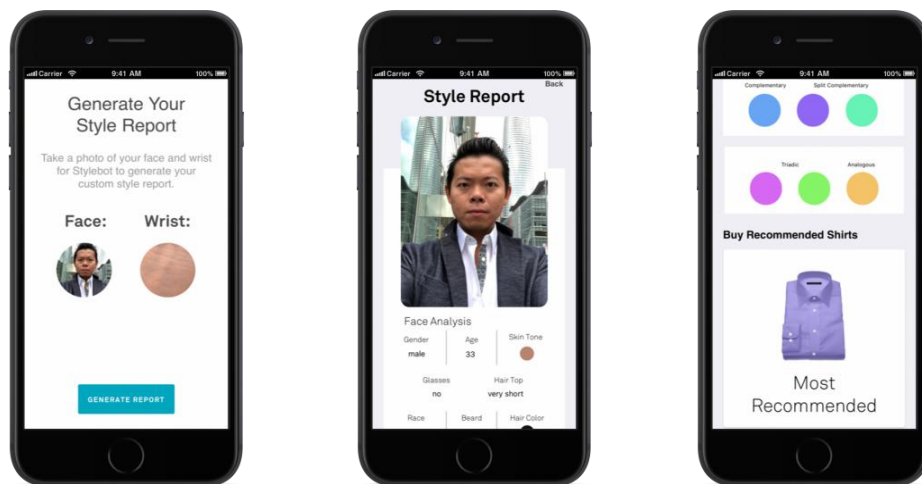 Carrier 9:41 AM 100%
Generate Your
Style Report
Take a photo of your face and wrist
for Stylebot to generate your
custom style report.
Face: Wrist:
GENERATE REPORT
Carrier 9:41 AM 100%
Back
Style Report
Face Analysis
Gender Age Skin Tone
male 33
Glasses Hair Top
no very short
Race Beard Hair Color
Carrier 9:41 AM 100%
Complementary Split Complementary
Triadic Analogous
Buy Recommended Shirts
Most
Recommended